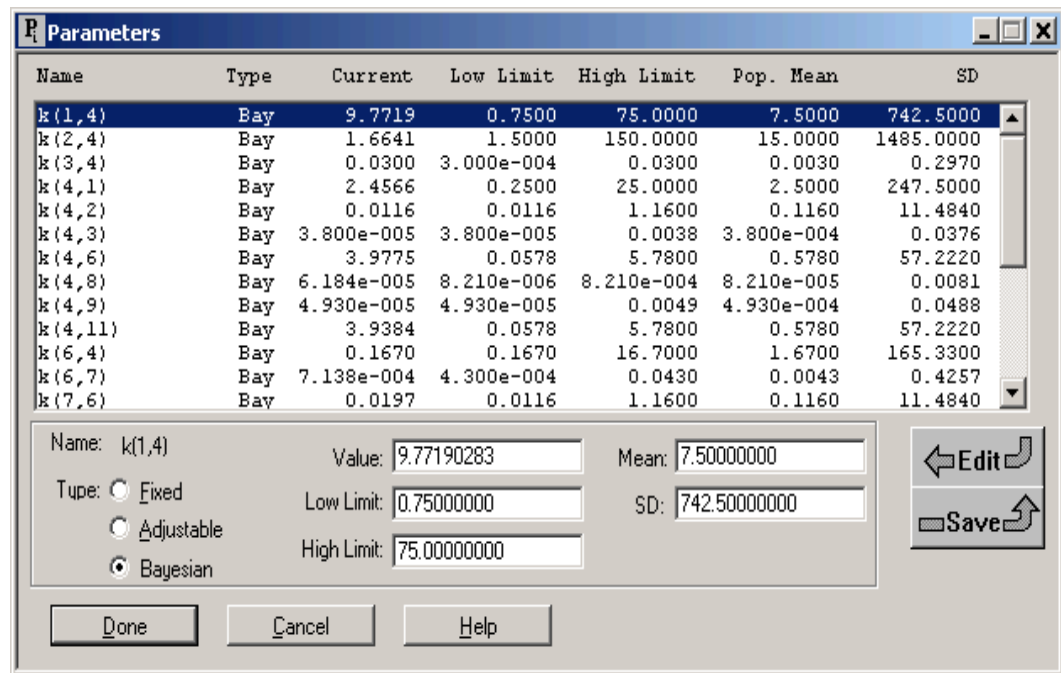 Parameters
Name Type Current Low Limit High Limit Pop. Mean SD
k(1,4) Bay 9.7719 0.7500 75.0000 7.5000 742.5000
k(2,4) Bay 1.6641 1.5000 150.0000 15.0000 1485.0000
k(3,4) Bay 0.0300 3.000e-004 0.0300 0.0030 0.2970
k(4,1) Bay 2.4566 0.2500 25.0000 2.5000 247.5000
k(4,2) Bay 0.0116 0.0116 1.1600 0.1160 11.4840
k(4,3) Bay 3.800e-005 3.800e-005 0.0038 3.800e-004 0.0376
k(4,6) Bay 3.9775 0.0578 5.7800 0.5780 57.2220
k(4,8) Bay 6.184e-005 8.210e-006 8.210e-004 8.210e-005 0.0081
k(4,9) Bay 4.930e-005 4.930e-005 0.0049 4.930e-004 0.0488
k(4,11) Bay 3.9384 0.0578 5.7800 0.5780 57.2220
k(6,4) Bay 0.1670 0.1670 16.7000 1.6700 165.3300
k(6,7) Bay 7.138e-004 4.300e-004 0.0430 0.0043 0.4257
k(7,6) Bay 0.0197 0.0116 1.1600 0.1160 11.4840
Name: k(1,4) Value: 9.77190283 Mean: 7.50000000 Edit
Type: Fixed Low Limit: 0.75000000 SD: 742.50000000 Save
Adjustable
High Limit: 75.00000000
Bayesian
Done Cancel Help